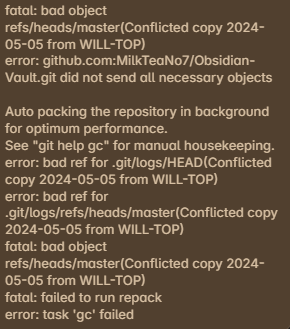 fatal: bad object
refs/heads/master(Conflicted copy 2024-
05-05 from WILL-TOP)
error: github.com:MilkTeaNo7/Obsidian-
Vault.git did not send all necessary objects

Auto packing the repository in background
for optimum performance.
See "git help gc" for manual housekeeping.
error: bad ref for .git/logs/HEAD(Conflicted
copy 2024-05-05 from WILL-TOP)
error: bad ref for
.git/logs/refs/heads/master(Conflicted copy
2024-05-05 from WILL-TOP)
fatal: bad object
refs/heads/master(Conflicted copy 2024-
05-05 from WILL-TOP)
fatal: failed to run repack
error: task 'gc' failed